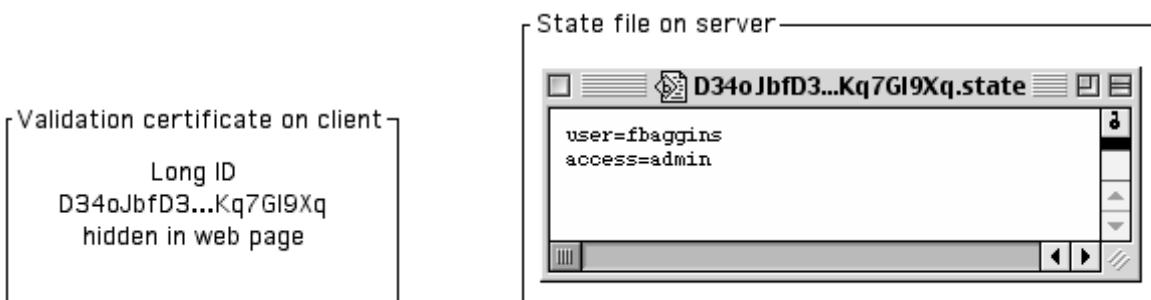 State file on server
D34oJbfD3...Kq7GI9Xq.state
user=fbaggins
access=admin
Validation certificate on client
Long ID
D34oJbfD3...Kq7GI9Xq
hidden in web page